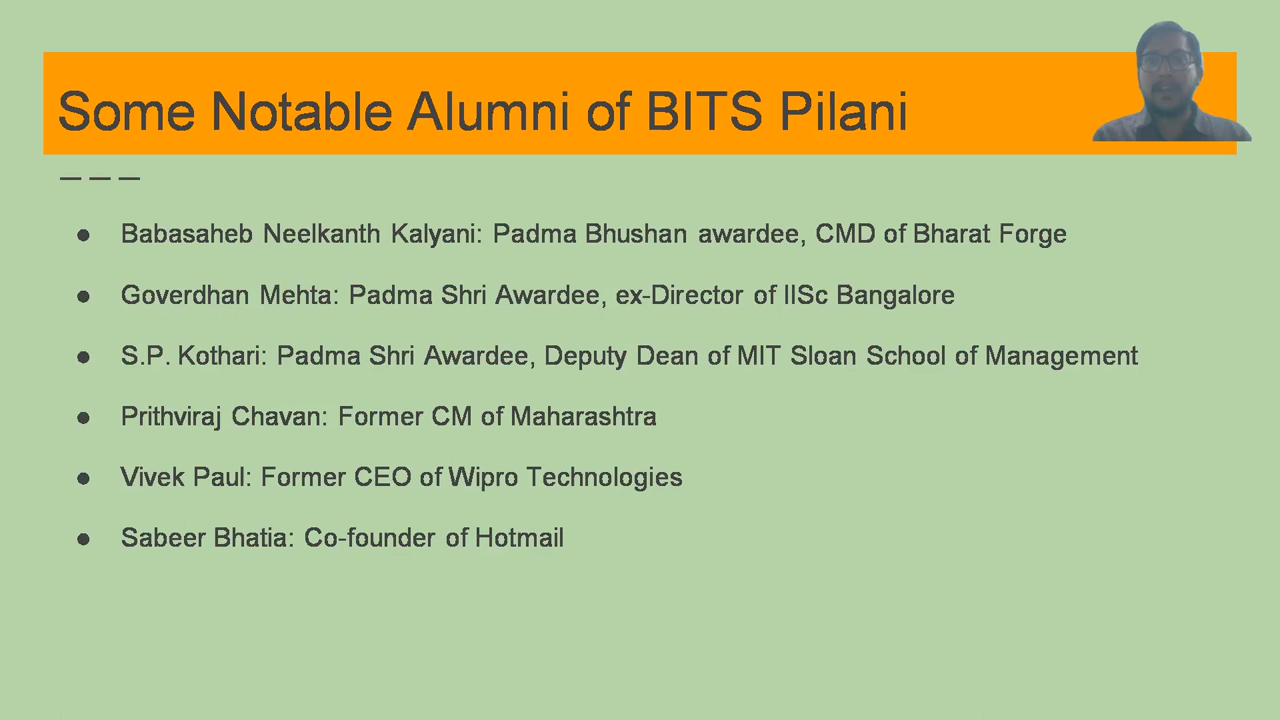 Some Notable Alumni of BITS Pilani
Babasaheb Neelkanth Kalyani: Padma Bhushan awardee, CMD of Bharat Forge
Goverdhan Mehta: Padma Shri Awardee, ex-Director of IISc Bangalore
S.P. Kothari: Padma Shri Awardee, Deputy Dean of MIT Sloan School of Management
Prithviraj Chavan: Former CM of Maharashtra
Vivek Paul: Former CEO of Wipro Technologies
Sabeer Bhatia: Co-founder of Hotmail